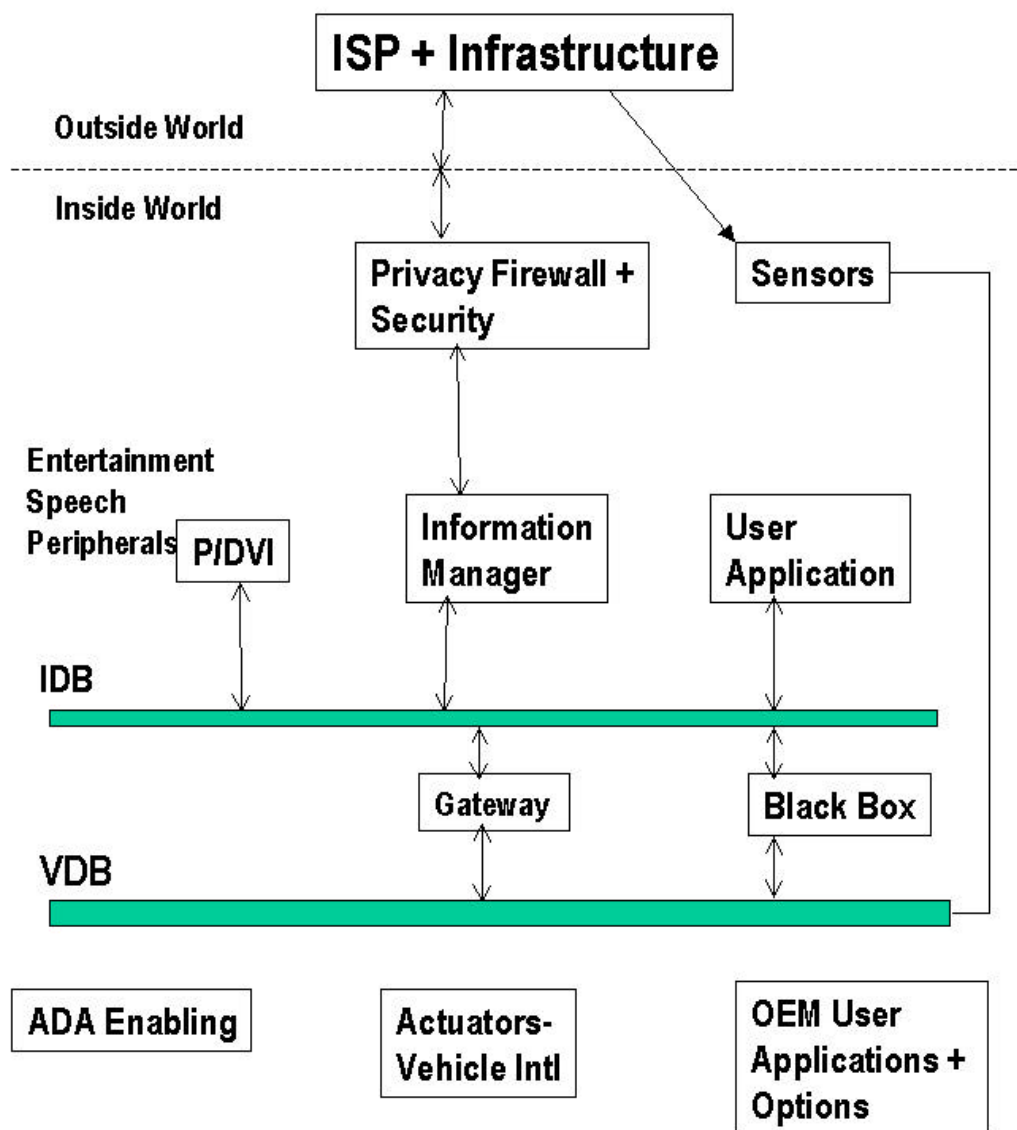 ISP + Infrastructure
Outside World
Inside World
Privacy Firewall +
Security
Sensors
Entertainment
Speech
Peripherals
P/DVI
Information
Manager
User
Application
IDB
Gateway
Black Box
VDB
ADA Enabling
Actuators-
Vehicle Intl
OEM User
Applications +
Options